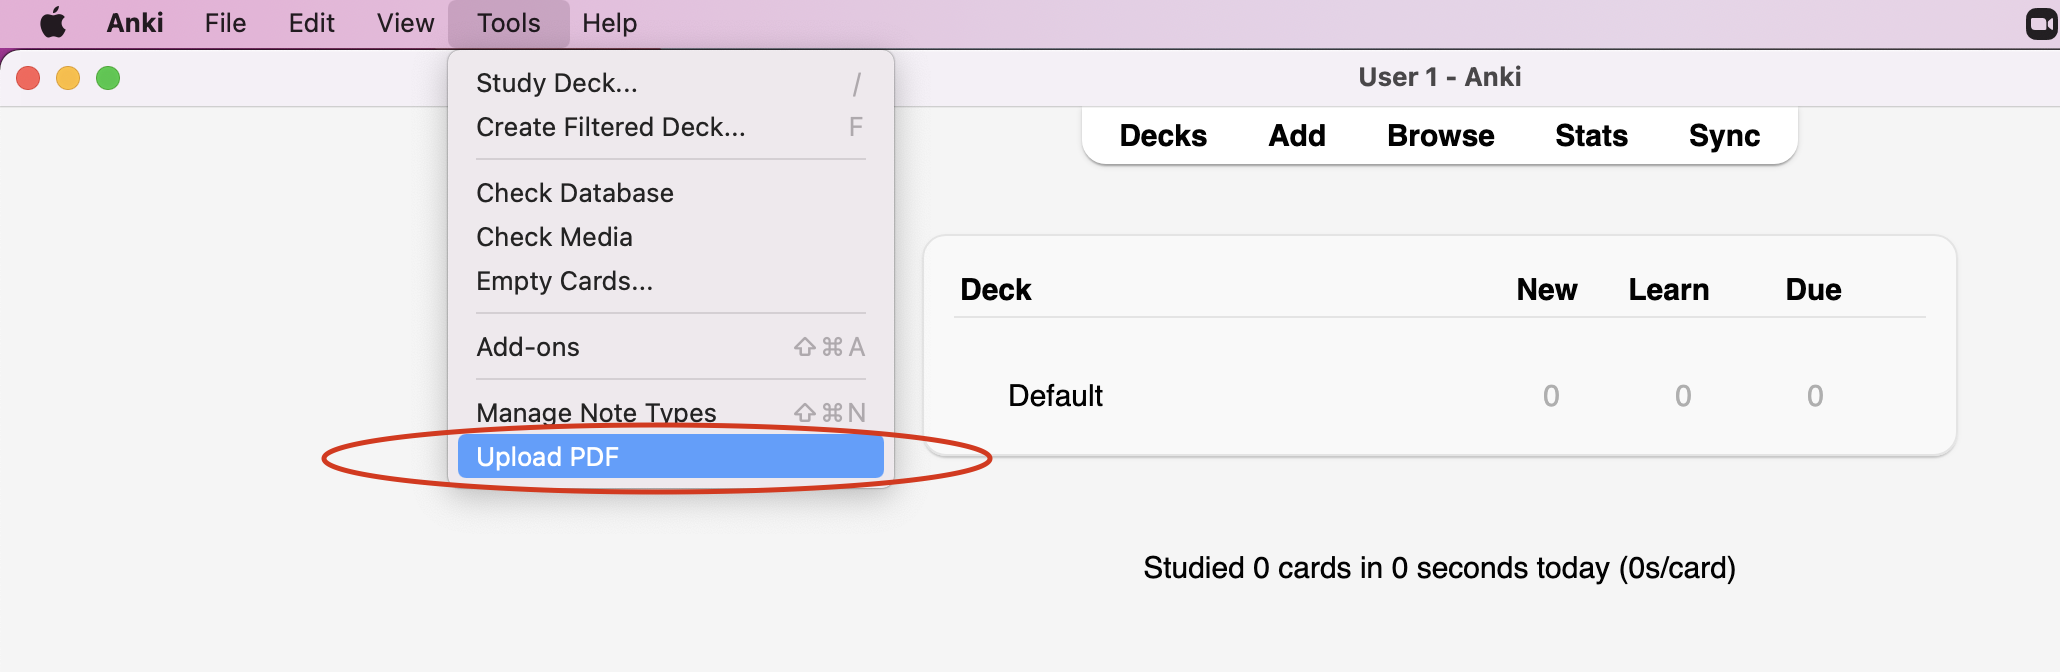 Anki File Edit View Tools Help
User 1 - Anki
Study Deck... /
Create Filtered Deck... F
Check Database
Check Media
Empty Cards...
Add-ons ⇧⌘A
Manage Note Types ⇧⌘N
Upload PDF
Decks Add Browse Stats Sync
Deck New Learn Due
Default 0 0 0
Studied 0 cards in 0 seconds today (0s/card)